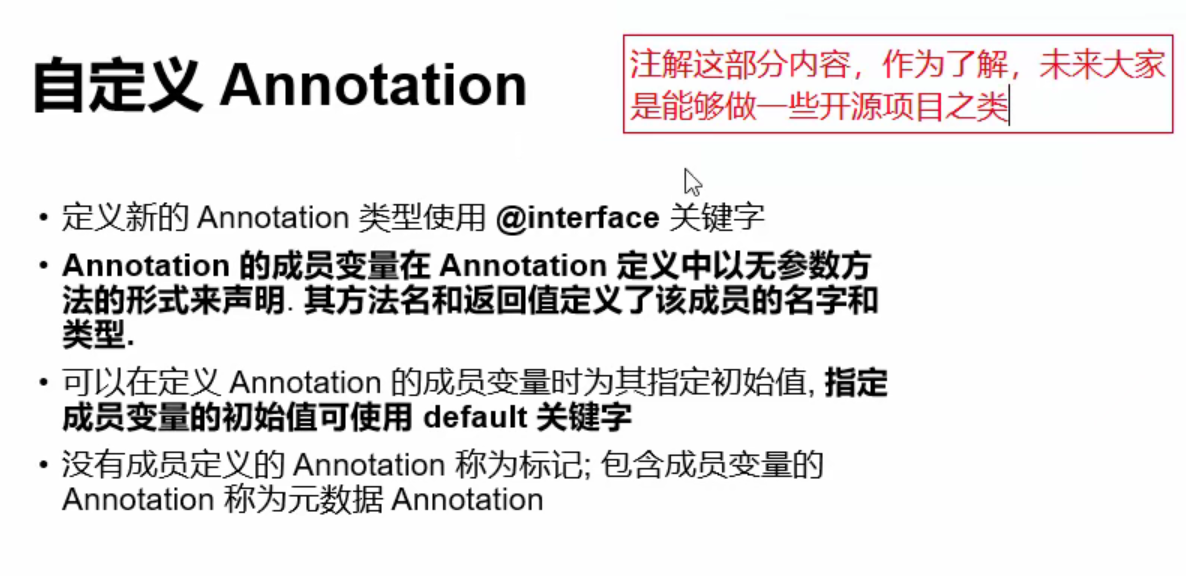 自定义 Annotation
注解这部分内容，作为了解，未来大家
是能够做一些开源项目之类
• 定义新的 Annotation 类型使用 @interface 关键字
• Annotation 的成员变量在 Annotation 定义中以无参数方
法的形式来声明. 其方法名和返回值定义了该成员的名字和
类型.
• 可以在定义 Annotation 的成员变量时为其指定初始值, 指定
成员变量的初始值可使用 default 关键字
• 没有成员定义的 Annotation 称为标记; 包含成员变量的
Annotation 称为元数据 Annotation